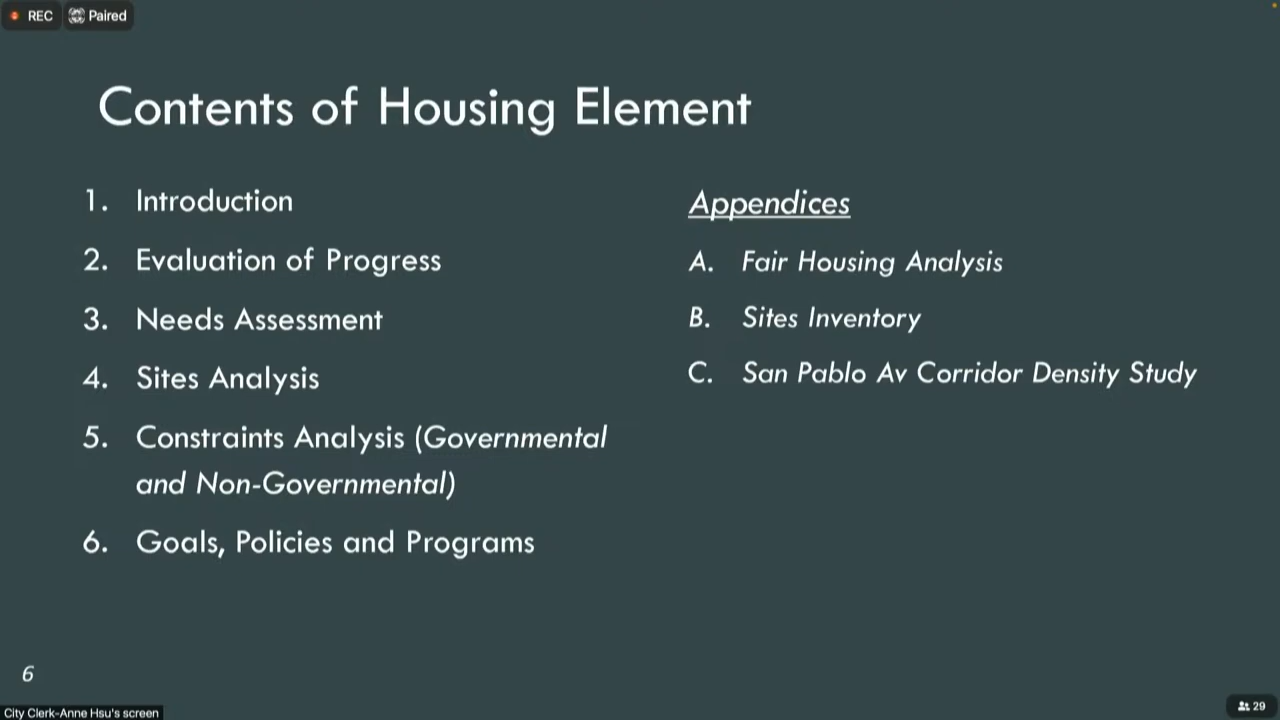 REC Paired
Contents of Housing Element
1. Introduction
2. Evaluation of Progress
3. Needs Assessment
4. Sites Analysis
5. Constraints Analysis (Governmental
and Non-Governmental)
6. Goals, Policies and Programs
Appendices
A. Fair Housing Analysis
B. Sites Inventory
C. San Pablo Av Corridor Density Study
6
City Clerk-Anne Hsu's screen
29